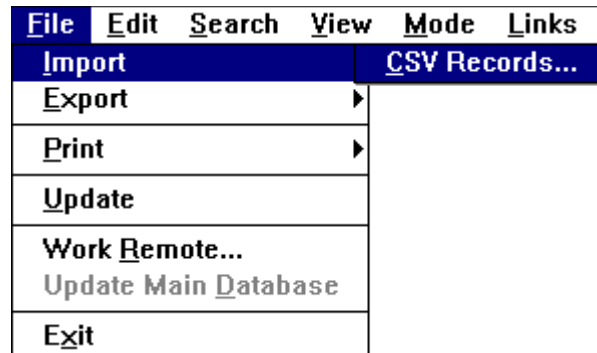 File Edit Search View Mode Links
Import CSV Records...
Export
Print
Update
Work Remote...
Update Main Database
Exit